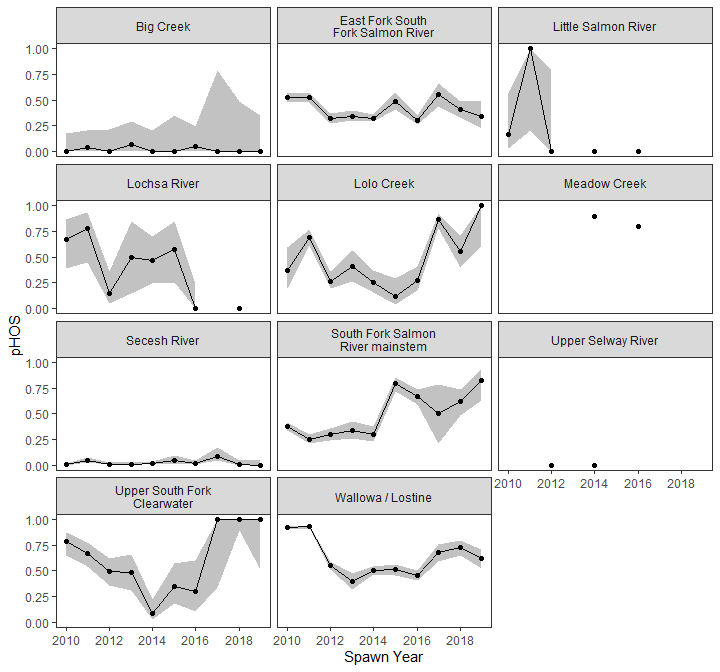 Big Creek
East Fork South
Fork Salmon River
Little Salmon River
1.00
0.75
0.50
0.25
0.00
Lochsa River
Lolo Creek
Meadow Creek
1.00
0.75
0.50
0.25
0.00
pHOS
Secesh River
South Fork Salmon
River mainstem
Upper Selway River
1.00
0.75
0.50
0.25
0.00
2010 2012 2014 2016 2018
Upper South Fork
Clearwater
Wallowa / Lostine
1.00
0.75
0.50
0.25
0.00
2010 2012 2014 2016 2018
2010 2012 2014 2016 2018
Spawn Year